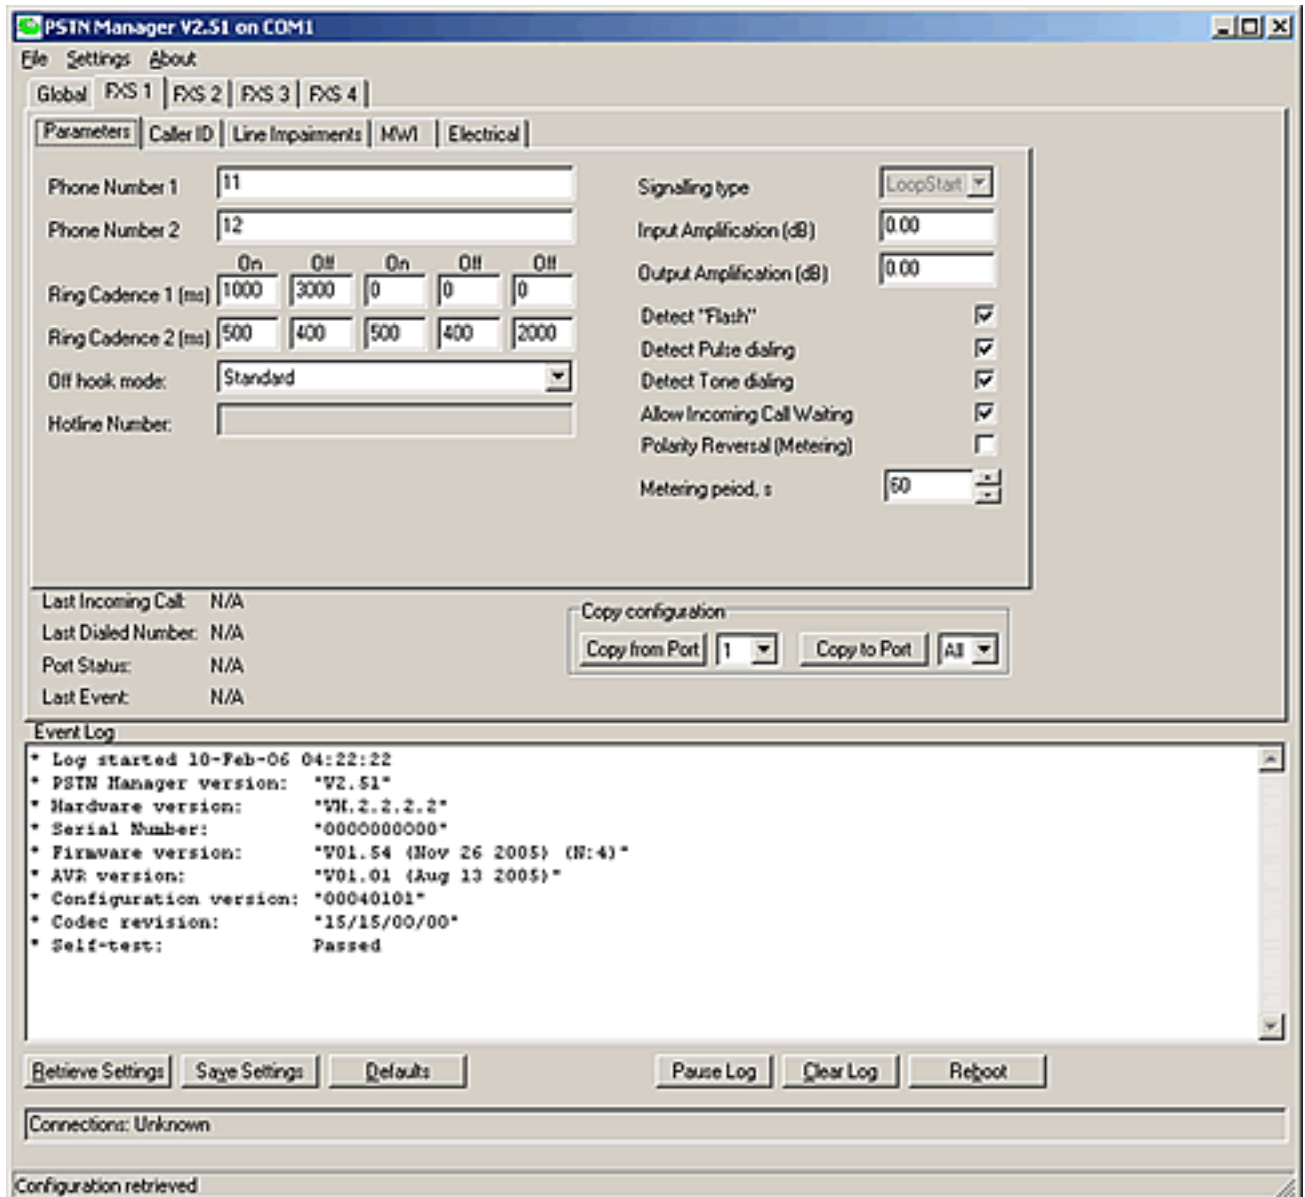 PSTN Manager V2.51 on COM1
File Settings About
Global FXS 1 FXS 2 FXS 3 FXS 4
Parameters Caller ID Line Impairments MWI Electrical
Phone Number 1 11
Phone Number 2 12
On Off On Off Off
Ring Cadence 1 (ms) 1000 3000 0 0 0
Ring Cadence 2 (ms) 500 400 500 400 2000
Off hook mode: Standard
Hotline Number:
Signalling type LoopStart
Input Amplification (dB) 0.00
Output Amplification (dB) 0.00
Detect "Flash"
Detect Pulse dialing
Detect Tone dialing
Allow Incoming Call Waiting
Polarity Reversal (Metering)
Metering peiod, s 60
Last Incoming Call: N/A
Last Dialed Number: N/A
Port Status: N/A
Last Event: N/A
Copy configuration
Copy from Port 1 Copy to Port All
Event Log
* Log started 10-Feb-06 04:22:22
* PSTN Manager version: "V2.51"
* Hardware version: "VH.2.2.2.2"
* Serial Number: "0000000000"
* Firmware version: "V01.54 (Nov 26 2005) (N:4)"
* AVR version: "V01.01 (Aug 13 2005)"
* Configuration version: "00040101"
* Codec revision: "15/15/00/00"
* Self-test: Passed
Retrieve Settings Save Settings Defaults Pause Log Clear Log Reboot
Connections: Unknown
Configuration retrieved